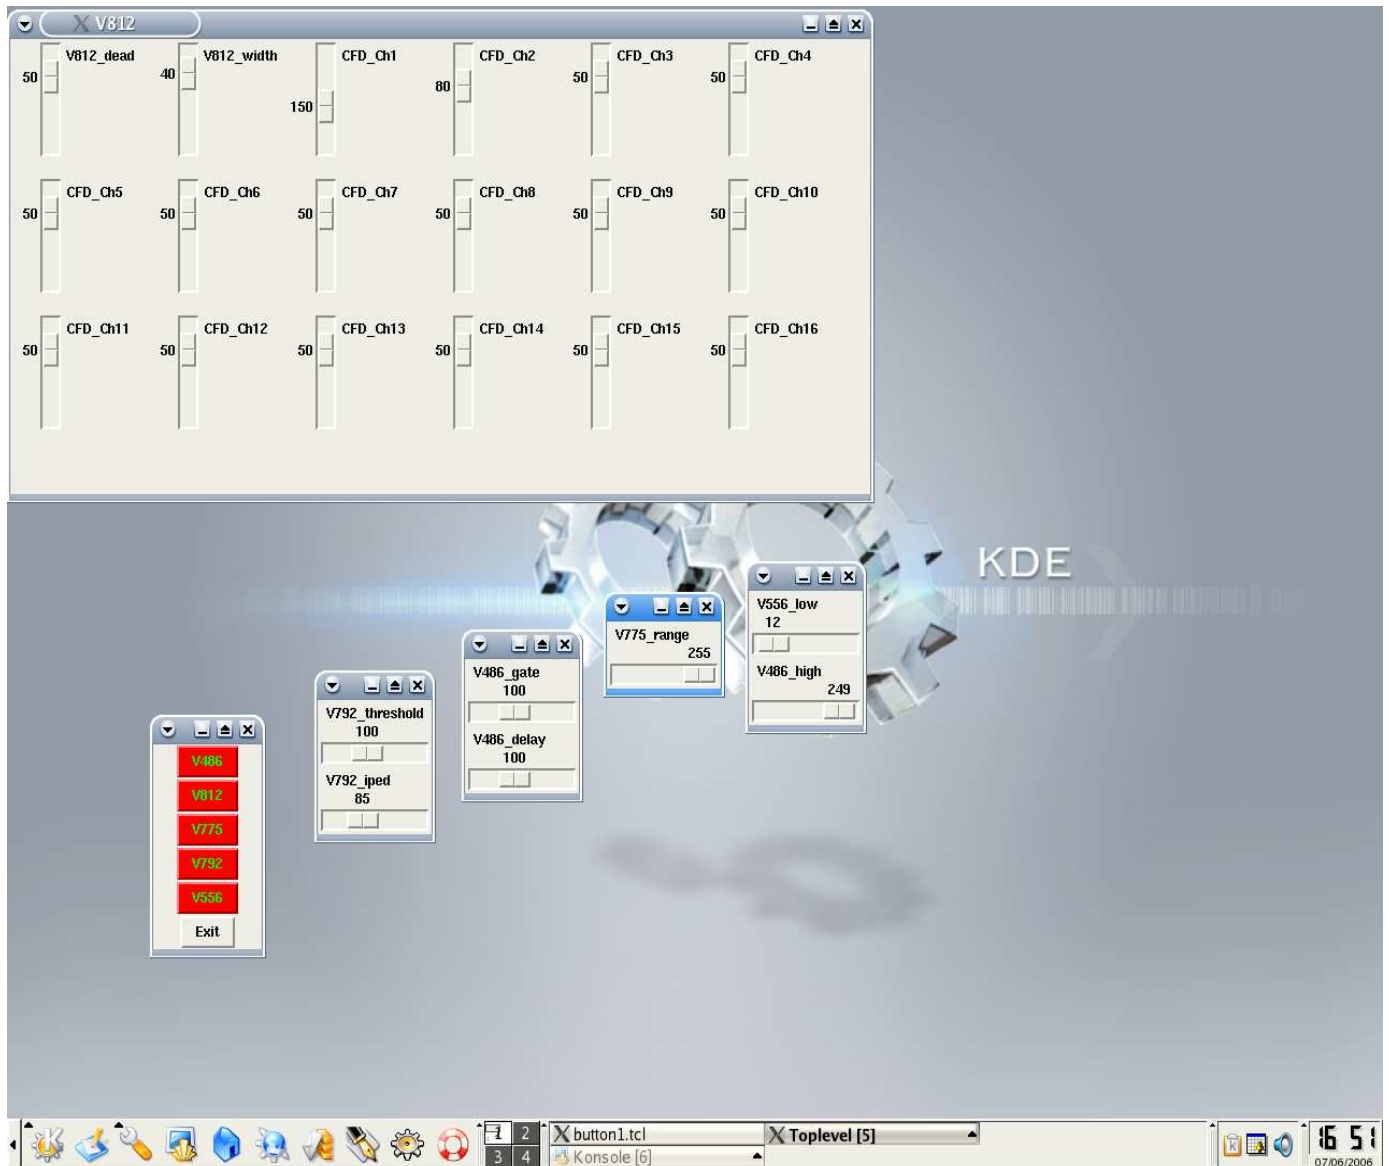 V812
V812_dead V812_width CFD_Ch1 CFD_Ch2 CFD_Ch3 CFD_Ch4
50 40 150 80 50 50
CFD_Ch5 CFD_Ch6 CFD_Ch7 CFD_Ch8 CFD_Ch9 CFD_Ch10
50 50 50 50 50 50
CFD_Ch11 CFD_Ch12 CFD_Ch13 CFD_Ch14 CFD_Ch15 CFD_Ch16
50 50 50 50 50 50
KDE
V556_low
12
V486_high
249
V775_range
255
V486_gate
100
V486_delay
100
V792_threshold
100
V792_iped
85
V486
V812
V775
V792
V556
Exit
1 2
3 4
button1.tcl
Toplevel [5]
Konsole [6]
16 51
07/06/2006